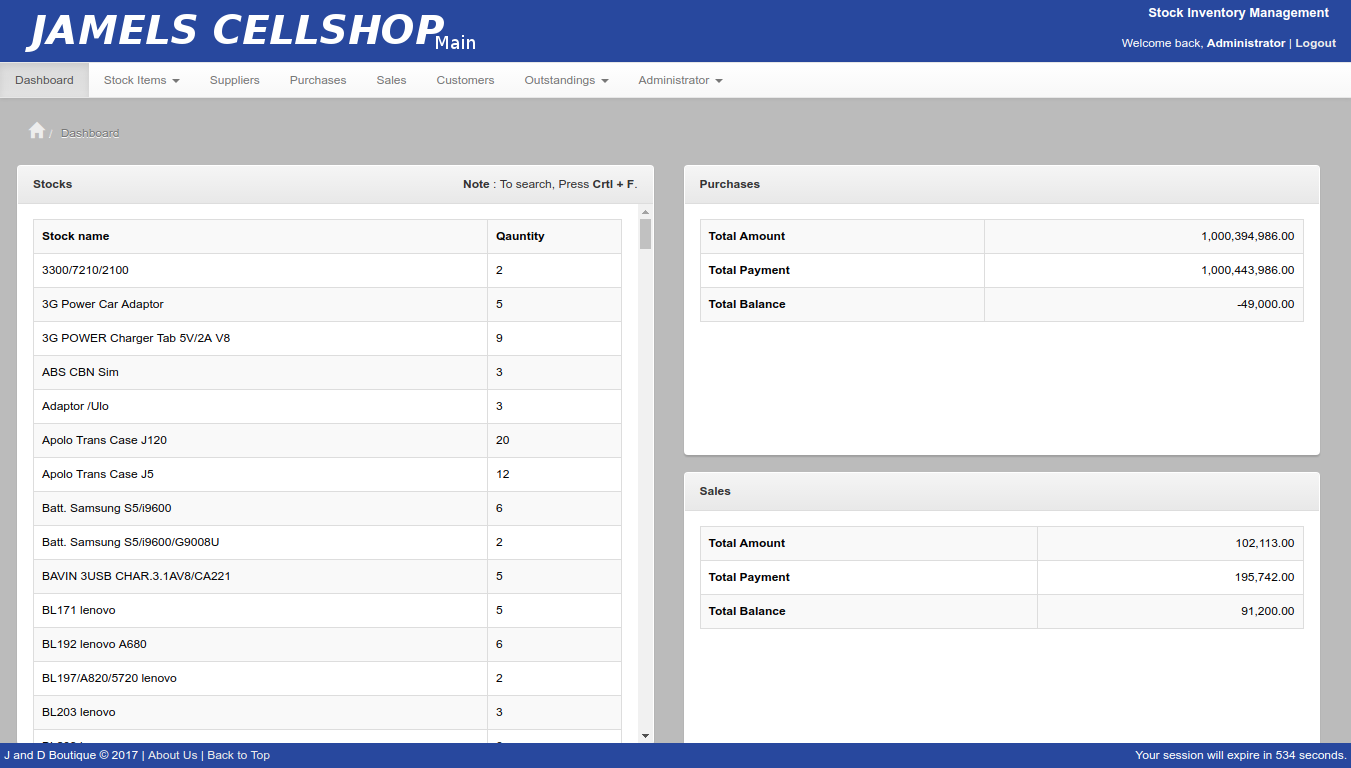 JAMELS CELLSHOP Main
Stock Inventory Management
Welcome back, Administrator | Logout
Dashboard Stock Items Suppliers Purchases Sales Customers Outstandings Administrator
/ Dashboard
Stocks Note : To search, Press Crtl + F.
Stock name Qauntity
3300/7210/2100 2
3G Power Car Adaptor 5
3G POWER Charger Tab 5V/2A V8 9
ABS CBN Sim 3
Adaptor /Ulo 3
Apolo Trans Case J120 20
Apolo Trans Case J5 12
Batt. Samsung S5/i9600 6
Batt. Samsung S5/i9600/G9008U 2
BAVIN 3USB CHAR.3.1AV8/CA221 5
BL171 lenovo 5
BL192 lenovo A680 6
BL197/A820/5720 lenovo 2
BL203 lenovo 3
Purchases
Total Amount 1,000,394,986.00
Total Payment 1,000,443,986.00
Total Balance -49,000.00
Sales
Total Amount 102,113.00
Total Payment 195,742.00
Total Balance 91,200.00
J and D Boutique © 2017 | About Us | Back to Top
Your session will expire in 534 seconds.